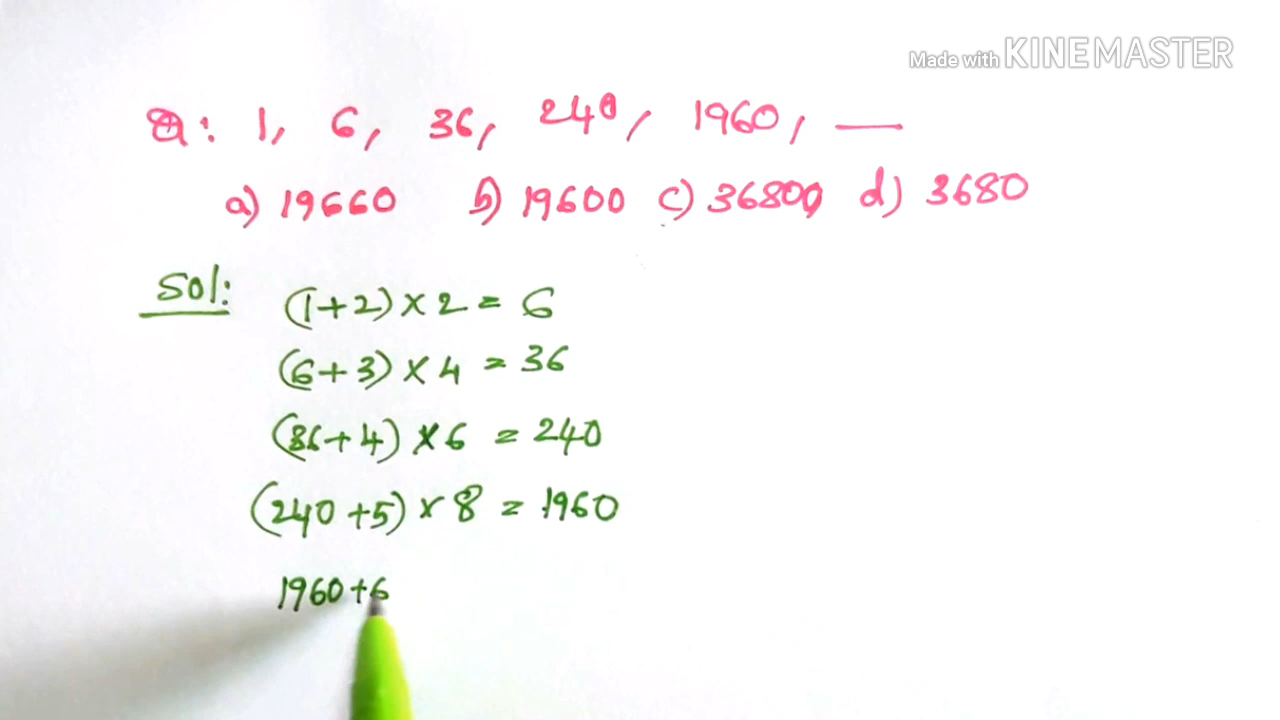 Made with KINEMASTER
Q: 1, 6, 36, 240, 1960, —
a) 19660 b) 19600 c) 36800 d) 3680
Sol:
(1+2) × 2 = 6
(6+3) × 4 = 36
(36+4) × 6 = 240
(240+5) × 8 = 1960
1960+6